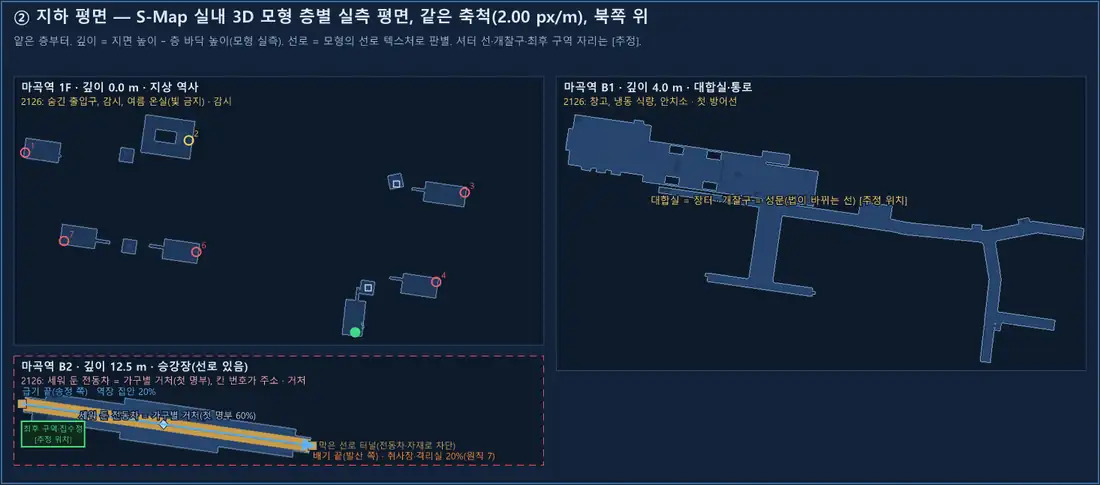 ② 지하 평면 — S-Map 실내 3D 모형 층별 실측 평면, 같은 축척(2.00 px/m), 북쪽 위
얕은 층부터. 깊이 = 지면 높이 – 층 바닥 높이(모형 실측). 선로 = 모형의 선로 텍스처로 판별. 셔터 선·개찰구·최후 구역 자리는 [추정].
마곡역 1F · 깊이 0.0 m · 지상 역사
2126: 숨긴 출입구, 감시, 여름 온실(빛 금지) · 감시
1
2
3
7
6
4
마곡역 B1 · 깊이 4.0 m · 대합실·통로
2126: 창고, 냉동 식량, 안치소 · 첫 방어선
대합실 = 장터 · 개찰구 = 성문(법이 바뀌는 선) [추정 위치]
마곡역 B2 · 깊이 12.5 m · 승강장(선로 있음)
2126: 세워 둔 전동차 = 가구별 거처(첫 명부), 칸 번호가 주소 · 거처
급기 끝(송정 쪽) · 역장 집안 20%
세워 둔 전동차 = 가구별 거처(첫 명부 60%)
최후 구역·집수정
[추정 위치]
막은 선로 터널(전동차·자재로 차단)
배기 끝(발산 쪽) · 취사장·격리실 20%(원칙 7)